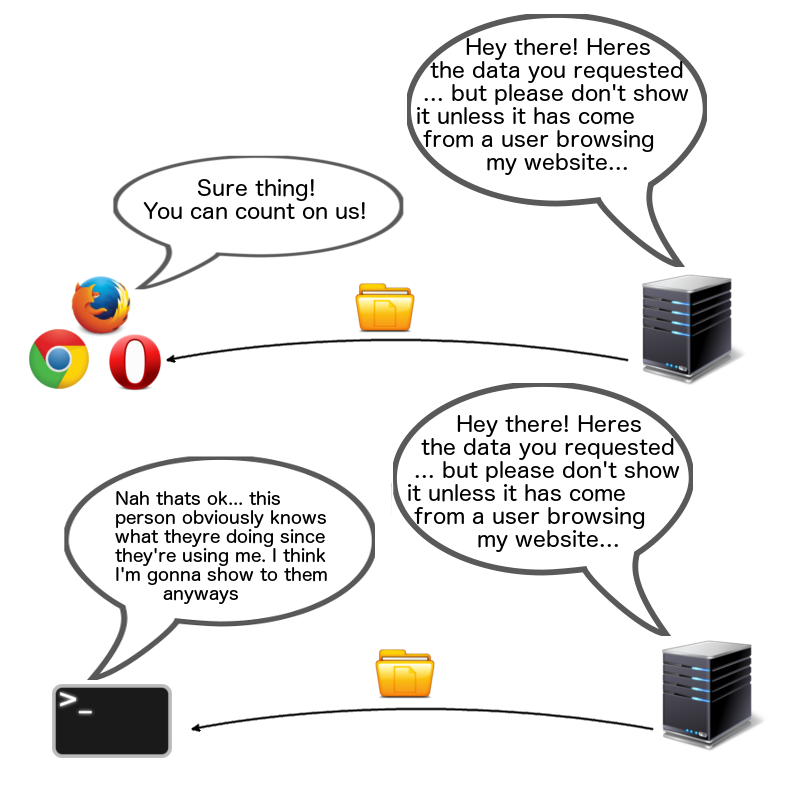 Hey there! Heres
the data you requested
... but please don't show
it unless it has come
from a user browsing
my website...
Sure thing!
You can count on us!
Hey there! Heres
the data you requested
... but please don't show
it unless it has come
from a user browsing
my website...
Nah thats ok... this
person obviously knows
what theyre doing since
they're using me. I think
I'm gonna show to them
anyways
>_